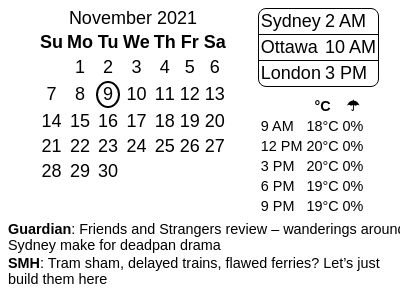 November 2021
Su Mo Tu We Th Fr Sa
1 2 3 4 5 6
7 8 9 10 11 12 13
14 15 16 17 18 19 20
21 22 23 24 25 26 27
28 29 30
Sydney 2 AM
Ottawa 10 AM
London 3 PM
°C ☂
9 AM 18°C 0%
12 PM 20°C 0%
3 PM 20°C 0%
6 PM 19°C 0%
9 PM 19°C 0%
Guardian: Friends and Strangers review – wanderings around
Sydney make for deadpan drama
SMH: Tram sham, delayed trains, flawed ferries? Let’s just
build them here